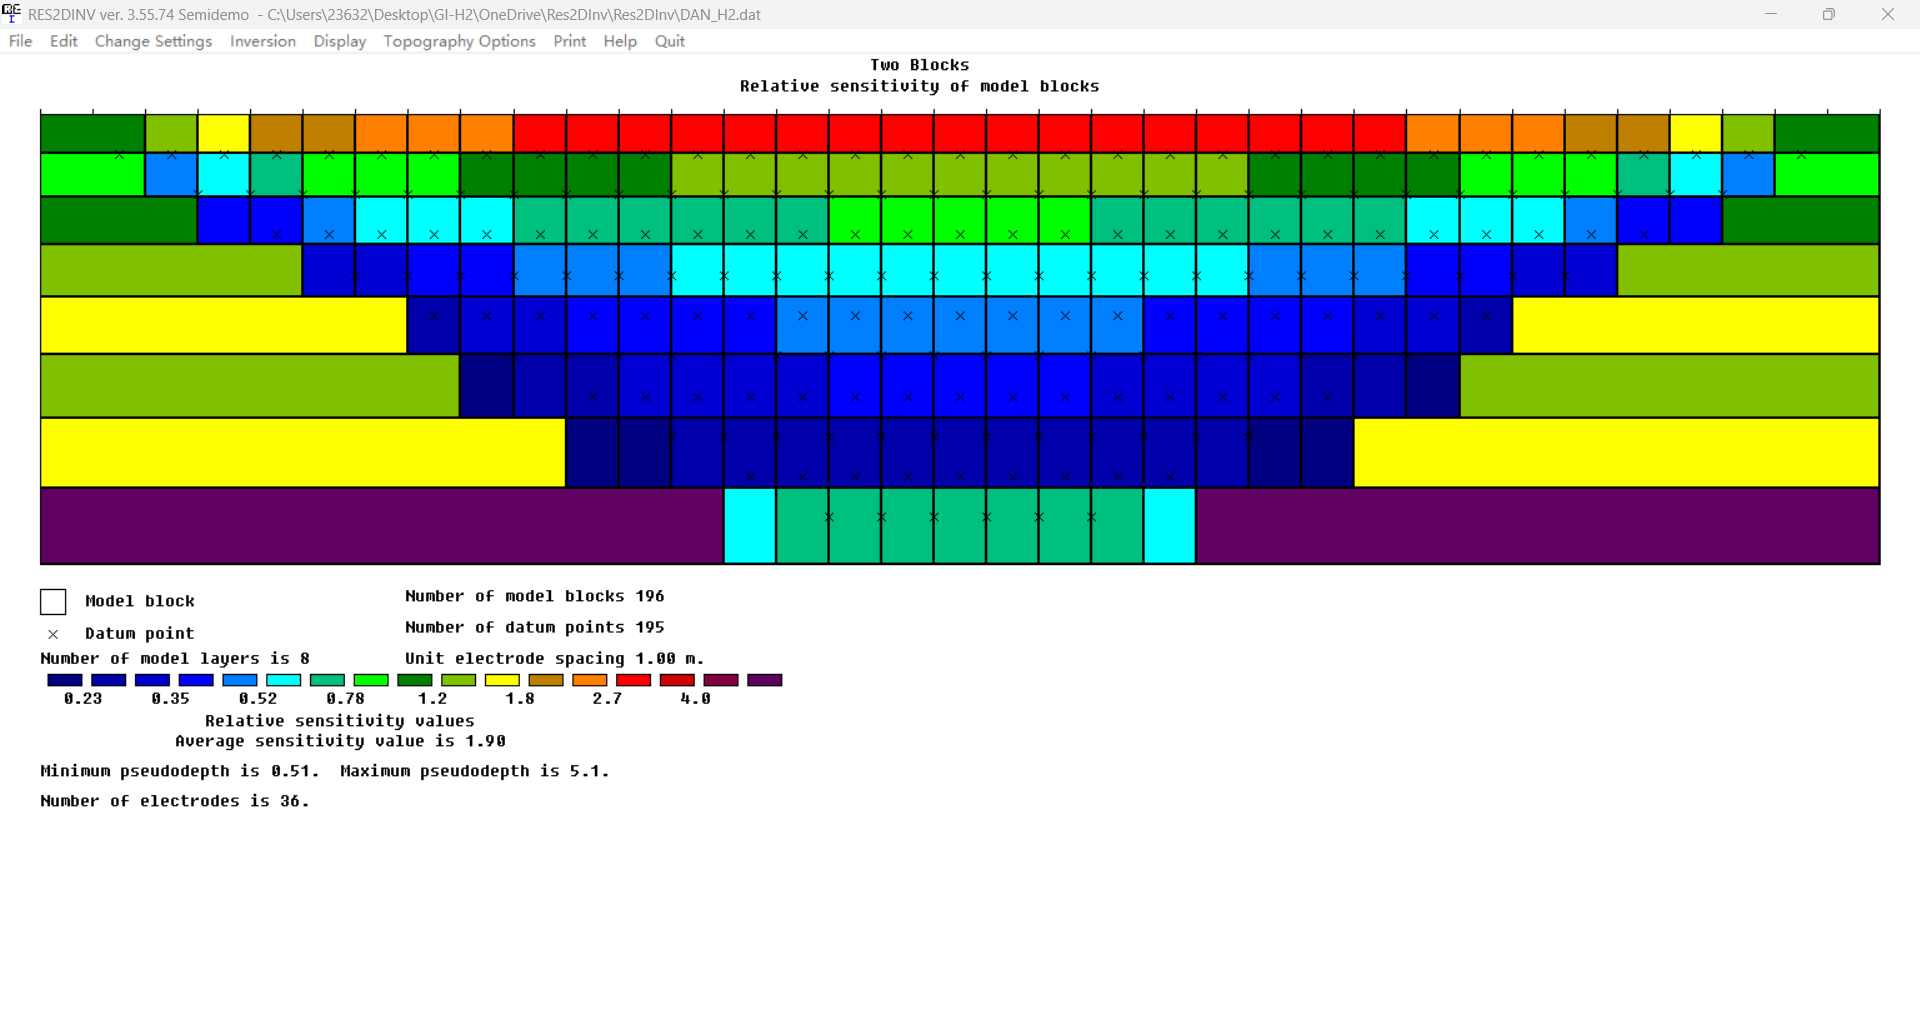 RES2DINV ver. 3.55.74 Semidemo - C:\Users\23632\Desktop\GI-H2\OneDrive\Res2DInv\Res2DInv\DAN_H2.dat
File Edit Change Settings Inversion Display Topography Options Print Help Quit
Two Blocks
Relative sensitivity of model blocks
Model block
Number of model blocks 196
Datum point
Number of datum points 195
Number of model layers is 8
Unit electrode spacing 1.00 m.
0.23 0.35 0.52 0.78 1.2 1.8 2.7 4.0
Relative sensitivity values
Average sensitivity value is 1.90
Minimum pseudodepth is 0.51. Maximum pseudodepth is 5.1.
Number of electrodes is 36.